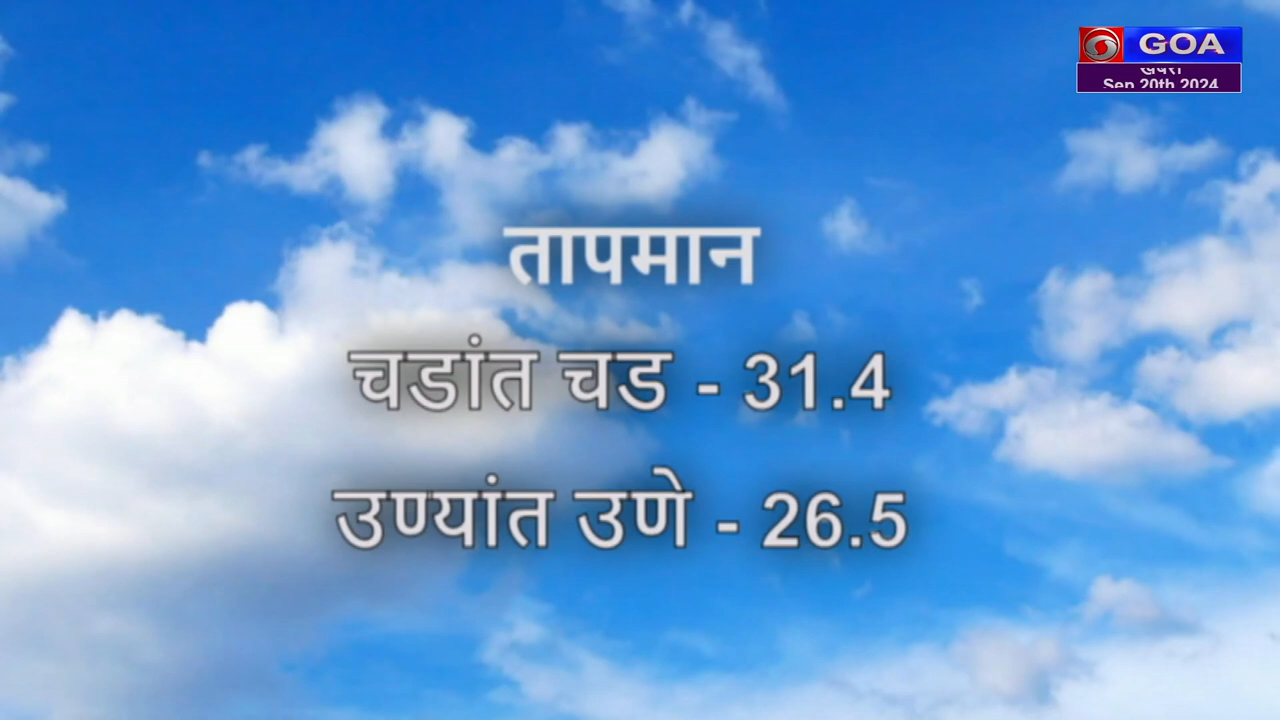 GOA
Sep 20th 2024
तापमान
चडांत चड - 31.4
उण्यांत उणे - 26.5